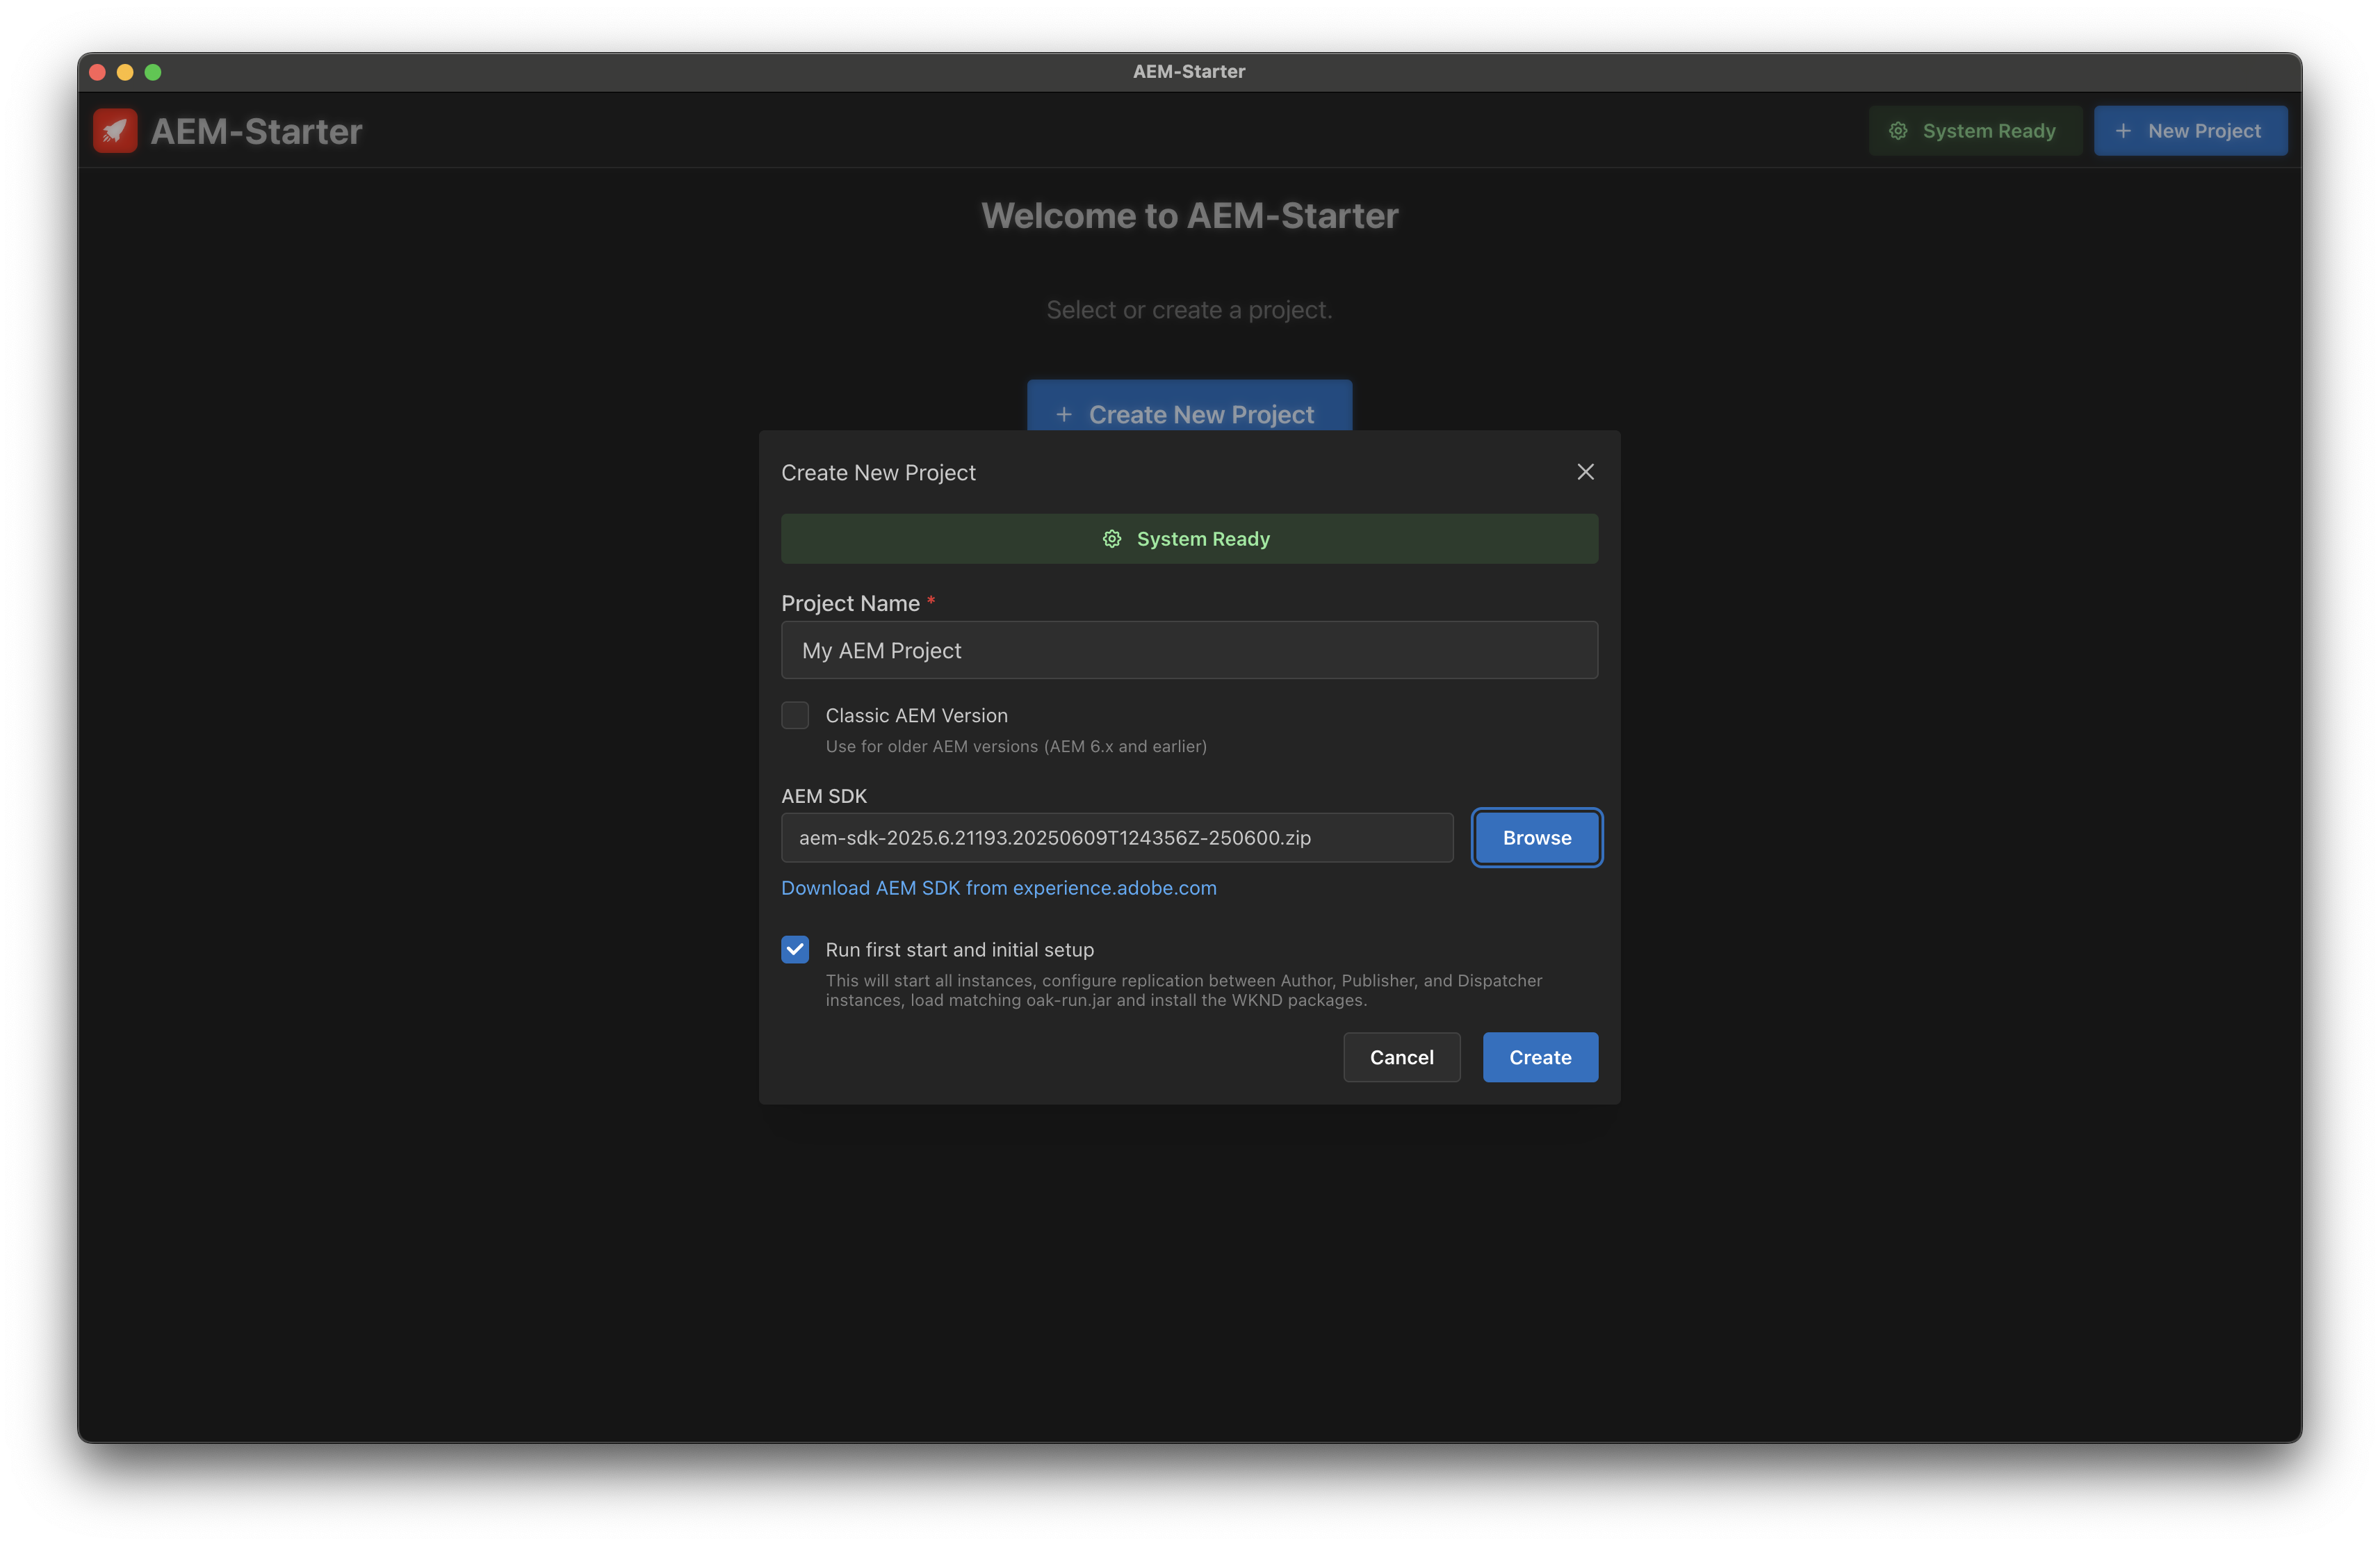 AEM-Starter
AEM-Starter
System Ready
+ New Project
Welcome to AEM-Starter
Select or create a project.
+ Create New Project
Create New Project
System Ready
Project Name *
My AEM Project
Classic AEM Version
Use for older AEM versions (AEM 6.x and earlier)
AEM SDK
aem-sdk-2025.6.21193.20250609T124356Z-250600.zip
Browse
Download AEM SDK from experience.adobe.com
Run first start and initial setup
This will start all instances, configure replication between Author, Publisher, and Dispatcher
instances, load matching oak-run.jar and install the WKND packages.
Cancel
Create